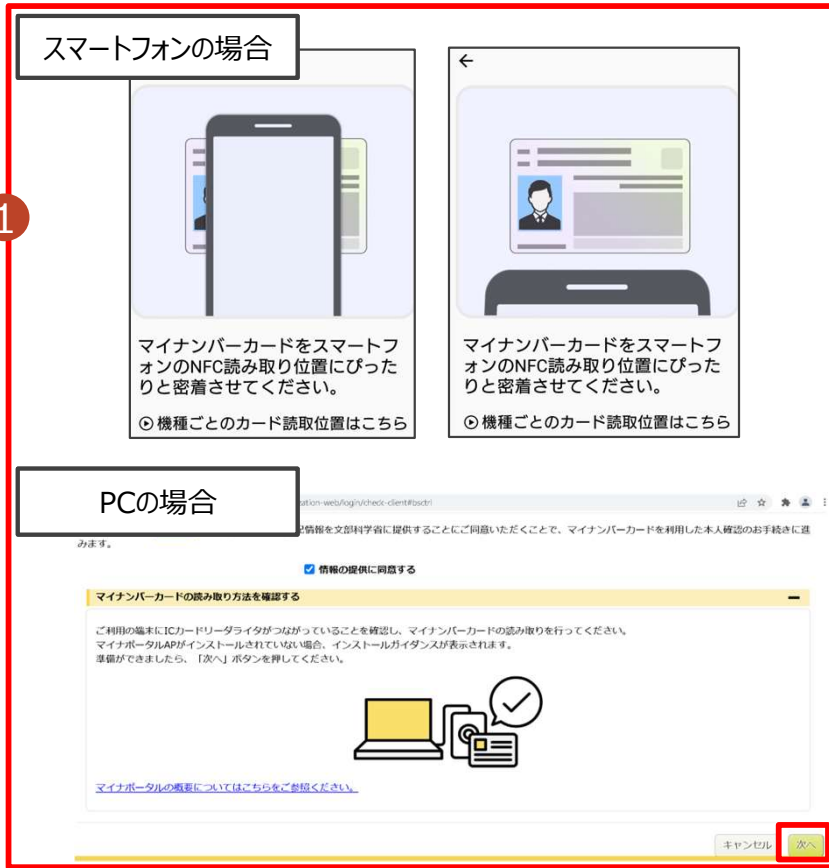 スマートフォンの場合
←
1
マイナンバーカードをスマートフ
ォンのNFC読み取り位置にぴった
りと密着させてください。
機種ごとのカード読取位置はこちら
マイナンバーカードをスマートフ
ォンのNFC読み取り位置にぴった
りと密着させてください。
機種ごとのカード読取位置はこちら
PCの場合
ation-web/login/check-client#bsctrl
情報を文部科学省に提供することにご同意いただくことで、マイナンバーカードを利用した本人確認のお手続きに進
みます。
情報の提供に同意する
マイナンバーカードの読み取り方法を確認する
ご利用の端末にICカードリーダライタがつながっていることを確認し、マイナンバーカードの読み取りを行ってください。
マイナポータルAPがインストールされていない場合、インストールガイダンスが表示されます。
準備ができましたら、「次へ」ボタンを押してください。
マイナポータルの概要についてはこちらをご参照ください。
キャンセル
次へ